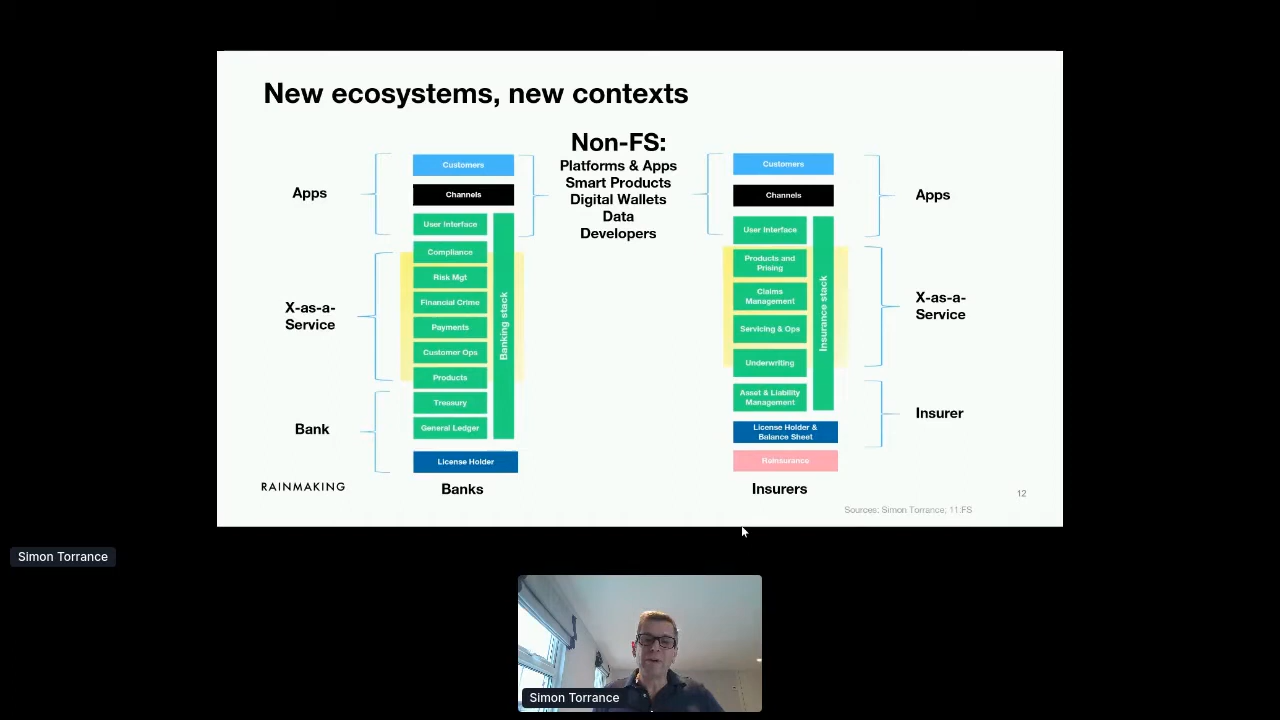 New ecosystems, new contexts
Non-FS:
Platforms & Apps
Smart Products
Digital Wallets
Data
Developers
Apps
X-as-a-
Service
Bank
Customers
Channels
User Interface
Compliance
Risk Mgt
Financial Crime
Payments
Customer Ops
Products
Treasury
General Ledger
Banking stack
License Holder
Banks
Customers
Channels
User Interface
Products and
Prising
Claims
Management
Servicing & Ops
Underwriting
Asset & Liability
Management
Insurance stack
License Holder &
Balance Sheet
Reinsurance
Insurers
Apps
X-as-a-
Service
Insurer
RAINMAKING
12
Sources: Simon Torrance; 11:FS
Simon Torrance
Simon Torrance